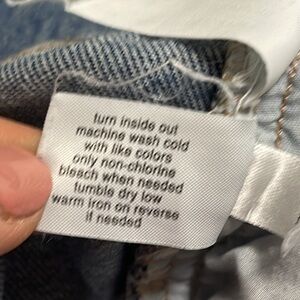 turn inside out
machine wash cold
with like colors
only non-chlorine
bleach when needed
tumble dry low
warm iron on reverse
if needed